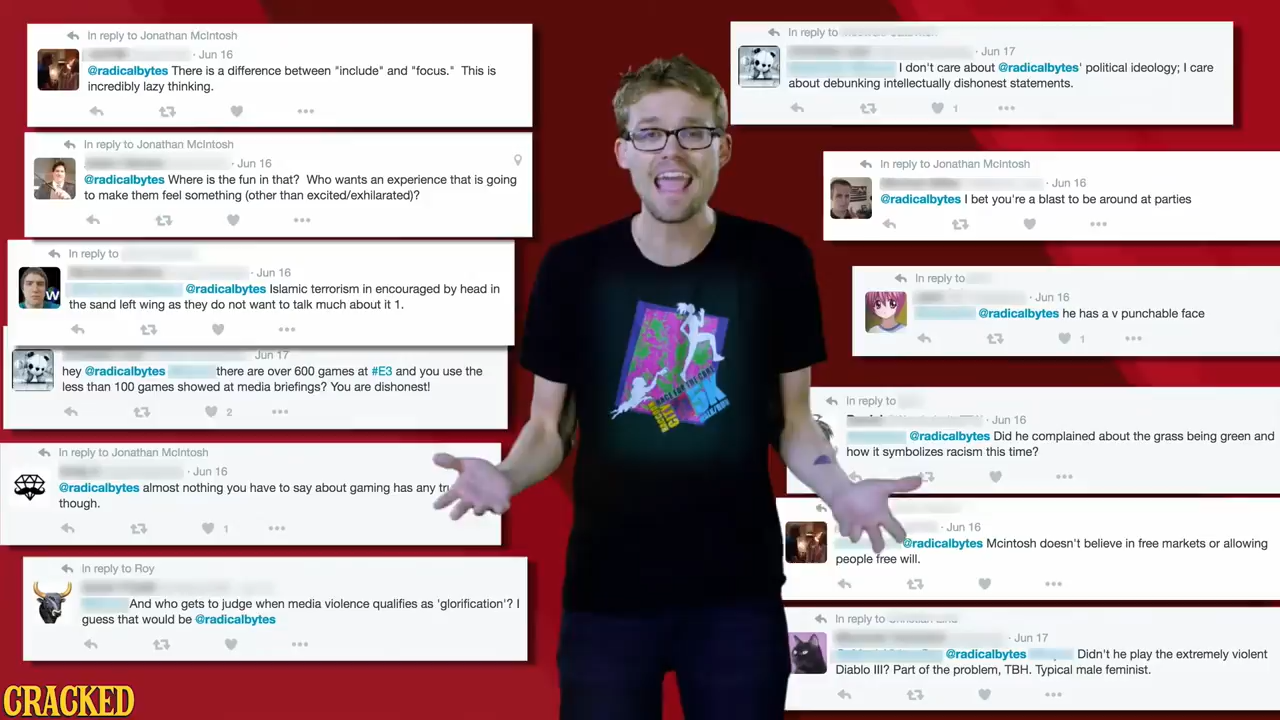 In reply to Jonathan McIntosh
· Jun 16
@radicalbytes There is a difference between "include" and "focus." This is
incredibly lazy thinking.
In reply to Jonathan McIntosh
· Jun 16
@radicalbytes Where is the fun in that? Who wants an experience that is going
to make them feel something (other than excited/exhilarated)?
In reply to
· Jun 16
@radicalbytes Islamic terrorism in encouraged by head in
the sand left wing as they do not want to talk much about it 1.
W
Jun 17
hey @radicalbytes there are over 600 games at #E3 and you use the
less than 100 games showed at media briefings? You are dishonest!
2
In reply to Jonathan McIntosh
· Jun 16
@radicalbytes almost nothing you have to say about gaming has any
though.
1
In reply to Roy
And who gets to judge when media violence qualifies as 'glorification'? I
guess that would be @radicalbytes
CRACKED
RACE FOR THE
CITY
In reply to
· Jun 17
I don't care about @radicalbytes' political ideology; I care
about debunking intellectually dishonest statements.
1
In reply to Jonathan McIntosh
· Jun 16
@radicalbytes I bet you're a blast to be around at parties
In reply to
· Jun 16
@radicalbytes he has a v punchable face
1
In reply to
· Jun 16
@radicalbytes Did he complained about the grass being green and
how it symbolizes racism this time?
· Jun 16
@radicalbytes Mcintosh doesn't believe in free markets or allowing
people free will.
In reply to
· Jun 17
@radicalbytes Didn't he play the extremely violent
Diablo III? Part of the problem, TBH. Typical male feminist.